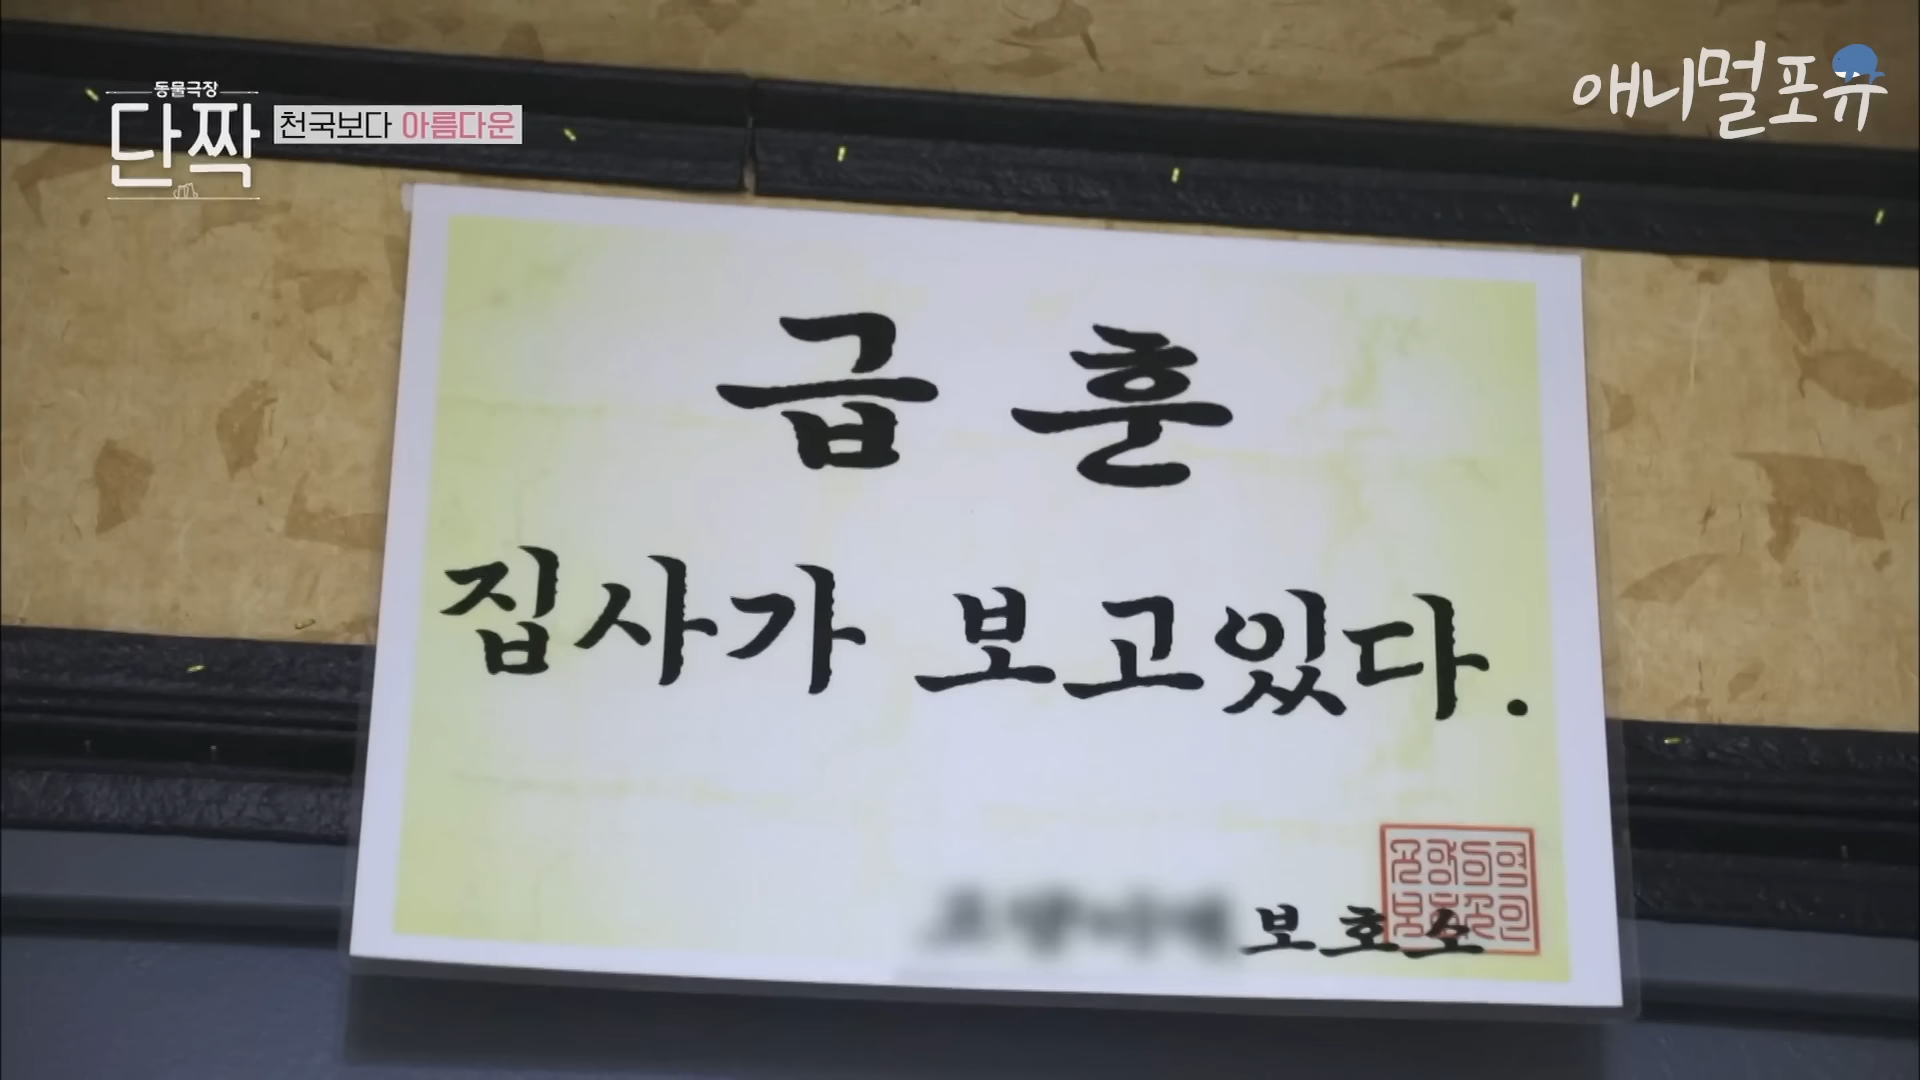 동물극장
단짝
천국보다 아름다운
애니멀포유
급훈
집사가 보고있다.
보호소